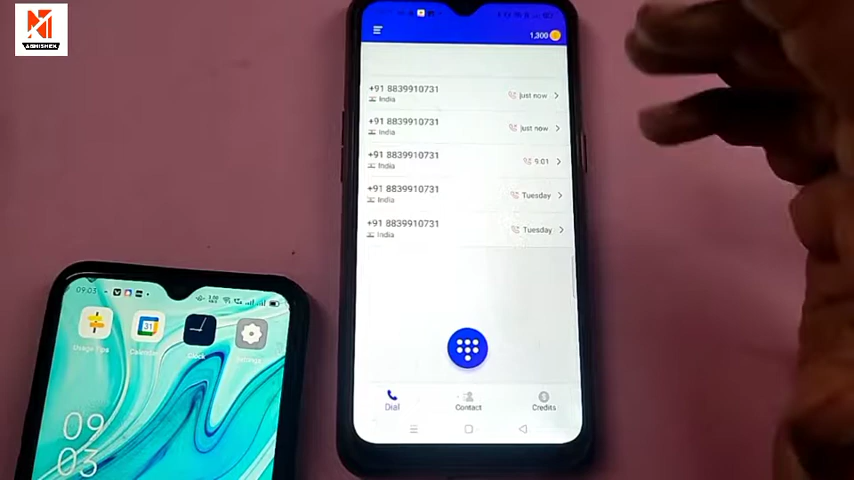 ABHISHEK
1,300
+91 8839910731
India
just now
+91 8839910731
India
just now
+91 8839910731
India
9:01
+91 8839910731
India
Tuesday
+91 8839910731
India
Tuesday
Dial
Contact
Credits
09:03
31
Usage Tips
Calendar
Clock
Settings
09
03